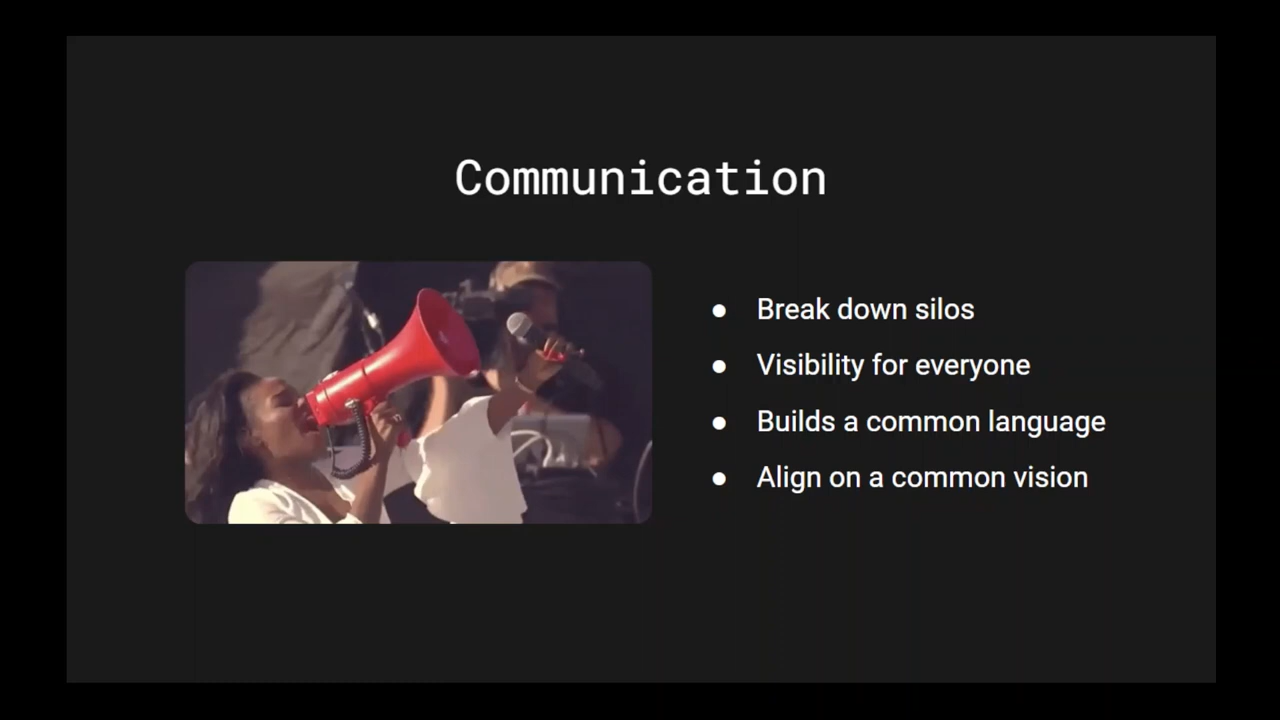 Communication
● Break down silos
● Visibility for everyone
● Builds a common language
● Align on a common vision